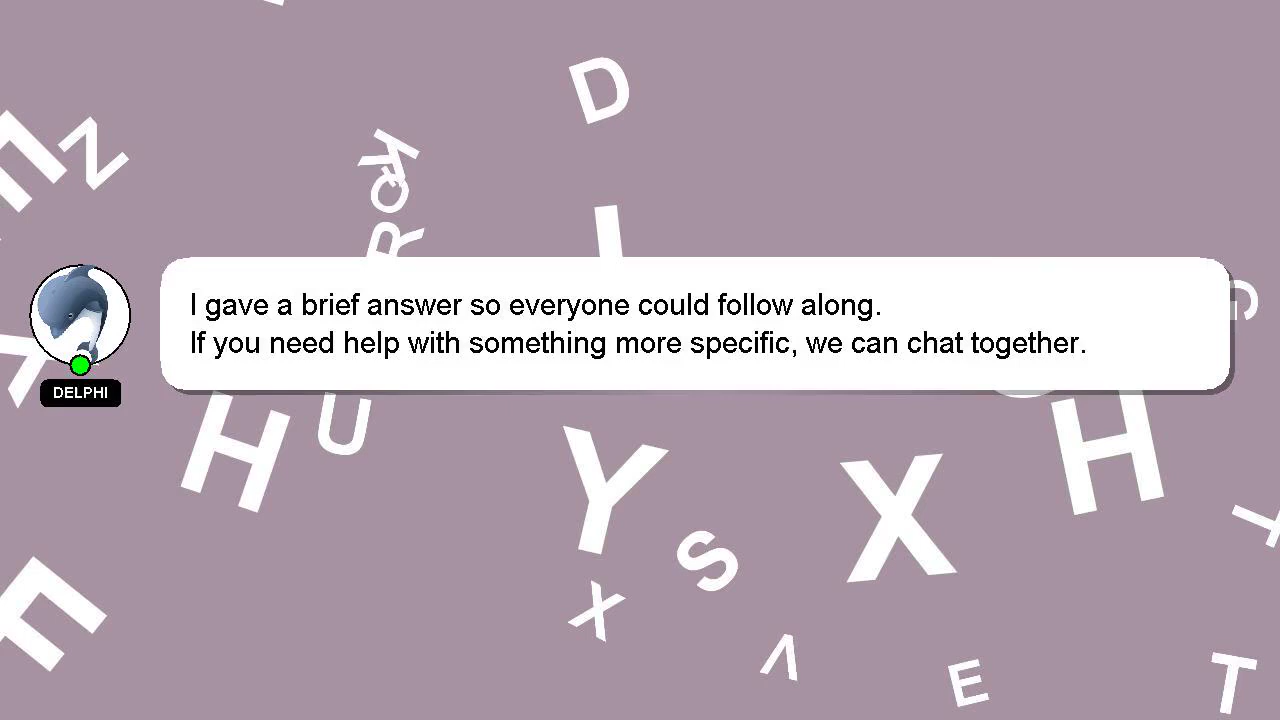 D
Z
K
R
I
I gave a brief answer so everyone could follow along.
If you need help with something more specific, we can chat together.
G
DELPHI
H
U
Y
X
H
S
X
V
E
T